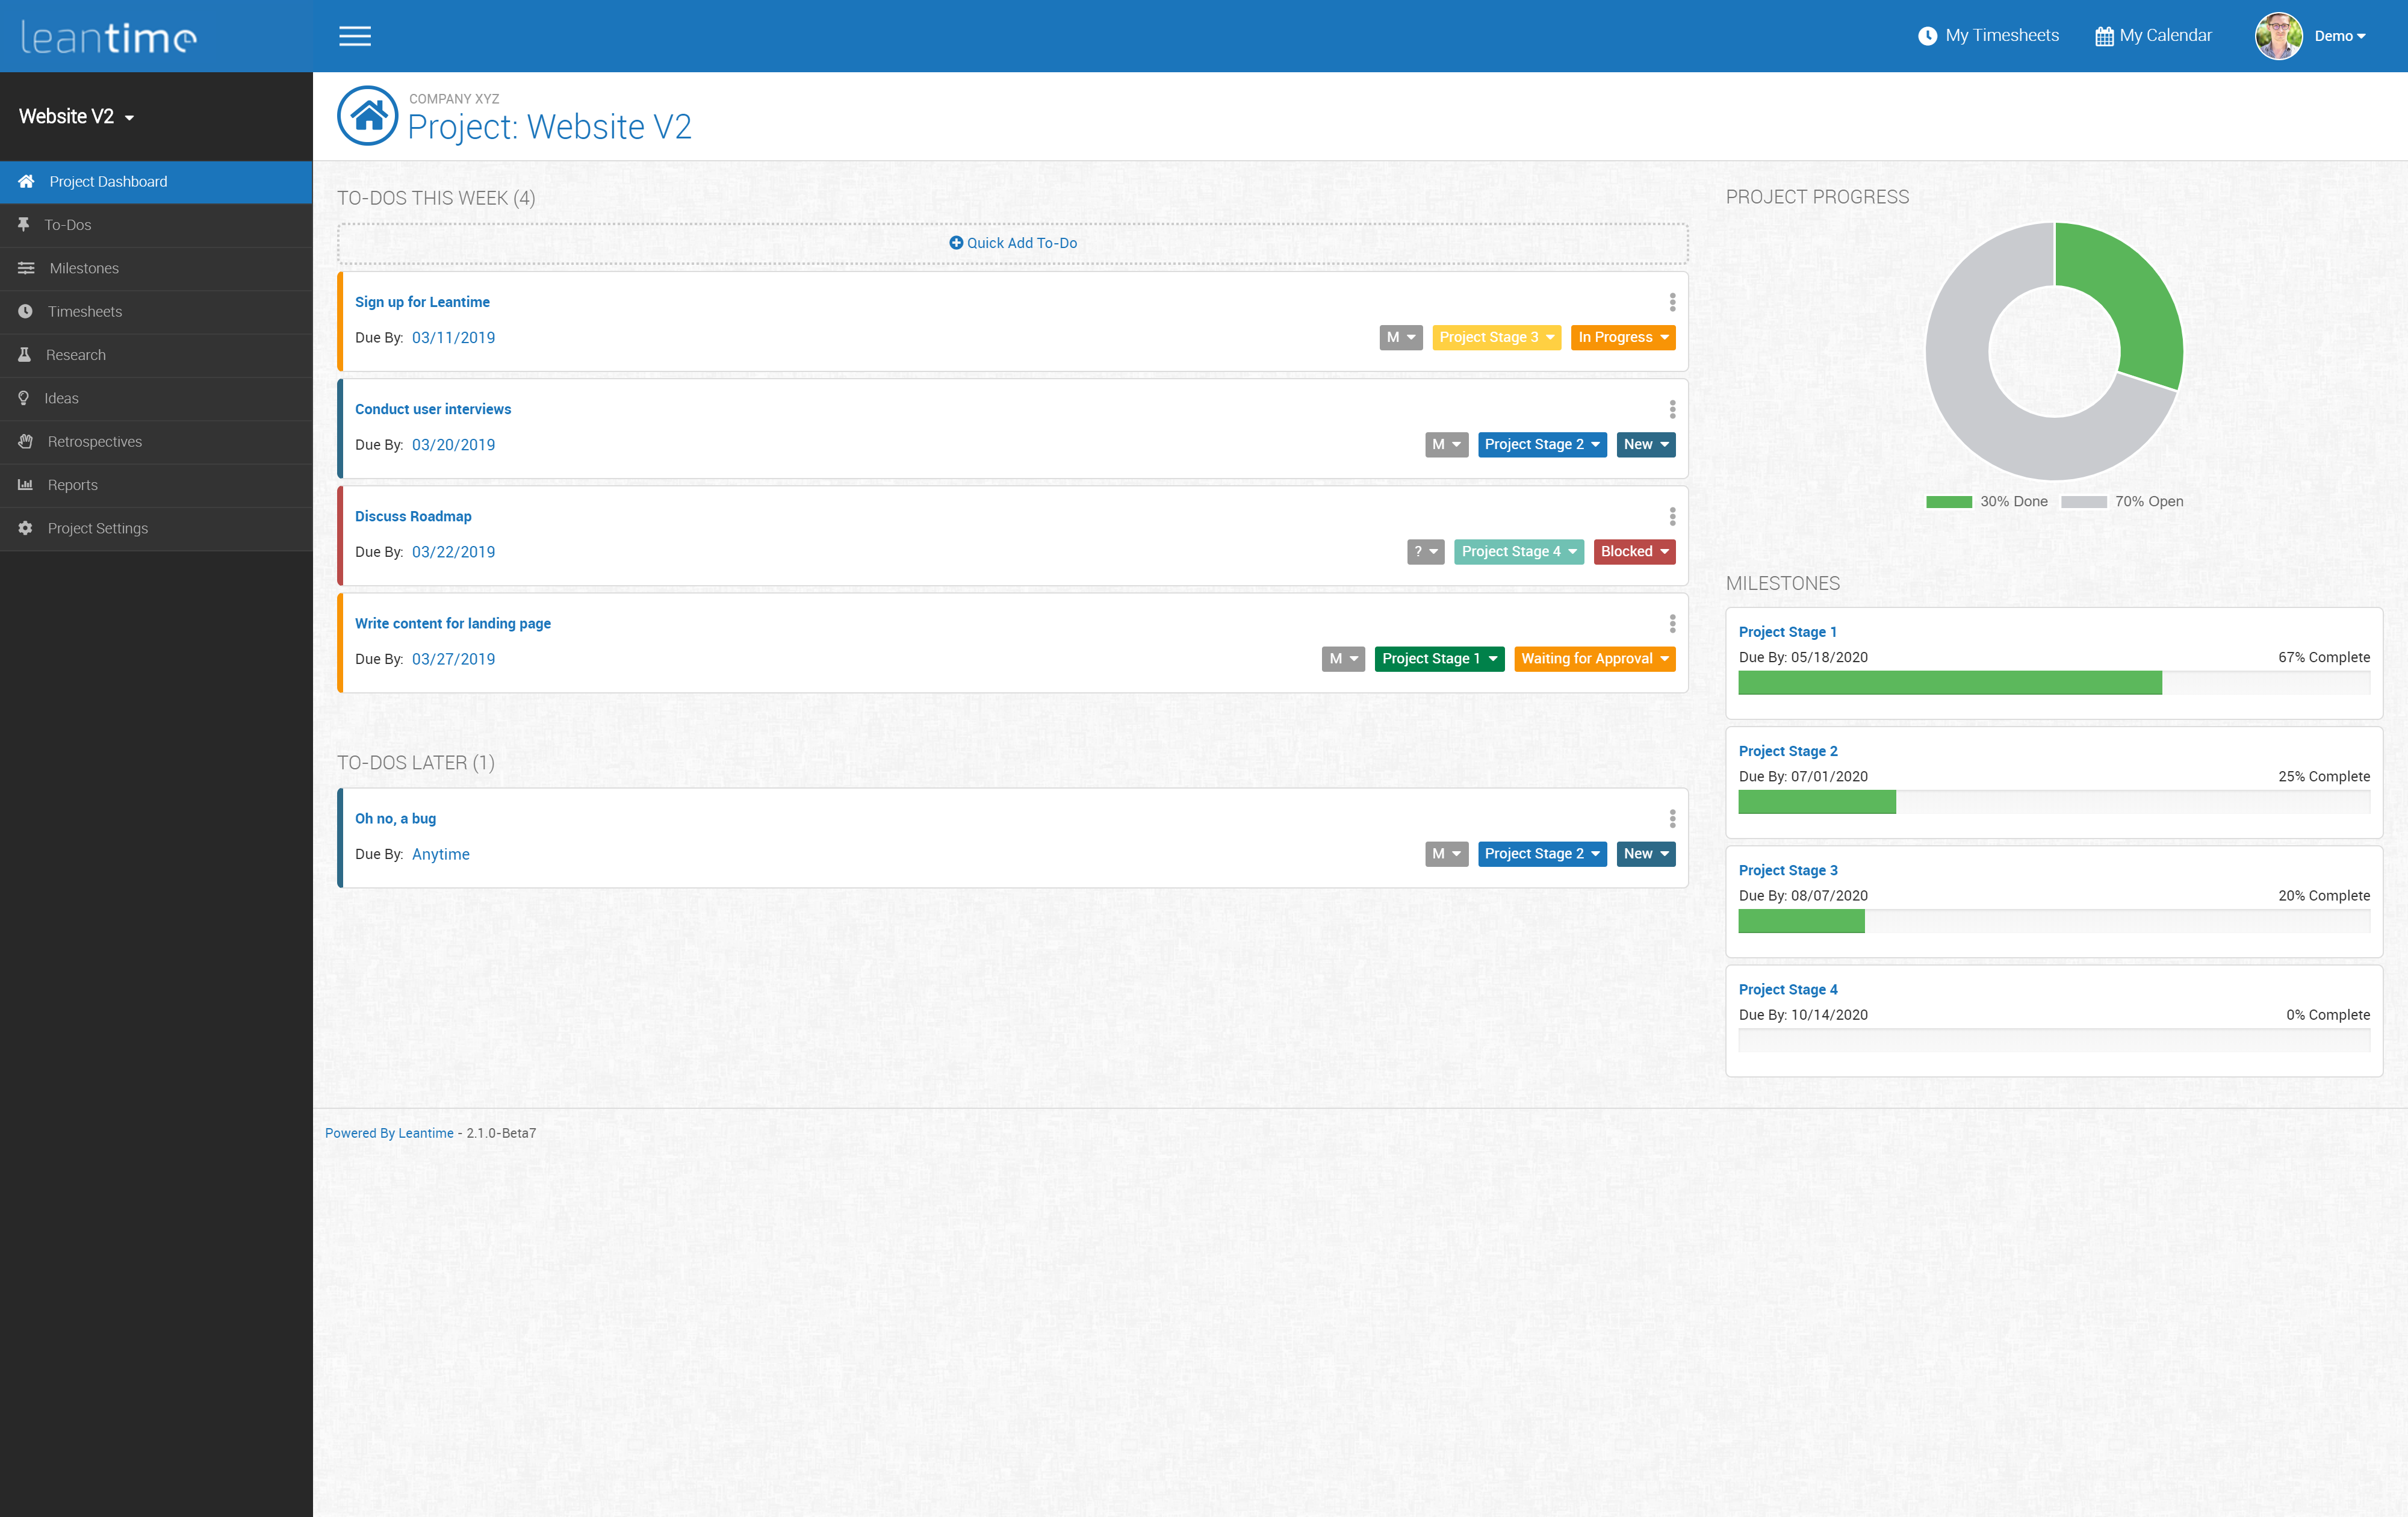 leantime
My Timesheets
My Calendar
Demo
Website V2
Project Dashboard
To-Dos
Milestones
Timesheets
Research
Ideas
Retrospectives
Reports
Project Settings
COMPANY XYZ
Project: Website V2
TO-DOS THIS WEEK (4)
Quick Add To-Do
Sign up for Leantime
Due By: 03/11/2019 M Project Stage 3 In Progress
Conduct user interviews
Due By: 03/20/2019 M Project Stage 2 New
Discuss Roadmap
Due By: 03/22/2019 ? Project Stage 4 Blocked
Write content for landing page
Due By: 03/27/2019 M Project Stage 1 Waiting for Approval
TO-DOS LATER (1)
Oh no, a bug
Due By: Anytime M Project Stage 2 New
PROJECT PROGRESS
30% Done 70% Open
MILESTONES
Project Stage 1
Due By: 05/18/2020 67% Complete
Project Stage 2
Due By: 07/01/2020 25% Complete
Project Stage 3
Due By: 08/07/2020 20% Complete
Project Stage 4
Due By: 10/14/2020 0% Complete
Powered By Leantime - 2.1.0-Beta7